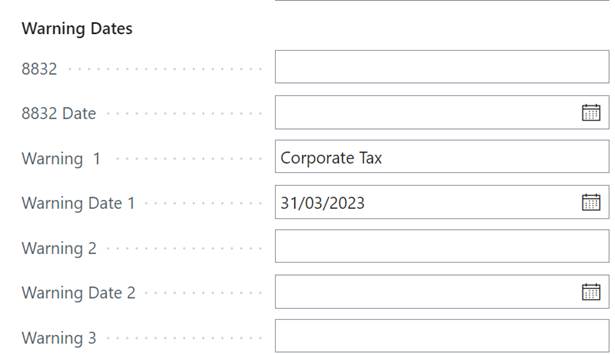 Warning Dates
8832
8832 Date
Warning 1 Corporate Tax
Warning Date 1 31/03/2023
Warning 2
Warning Date 2
Warning 3